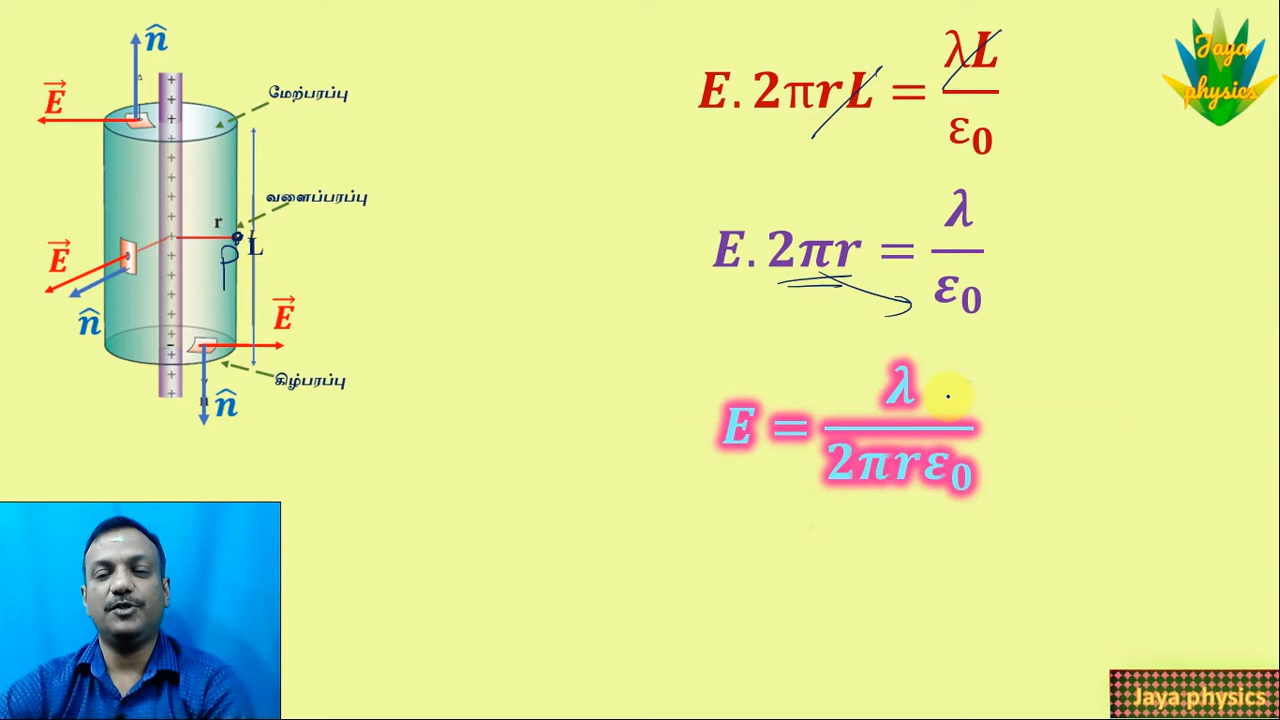 n̂
E⃗
மேற்பரப்பு
வளைப்பரப்பு
r
P
L
E⃗
n̂
E⃗
கிழ்பரப்பு
n
n̂
E.2πrL = λL/ε₀
E.2πr = λ/ε₀
E = λ/2πrε₀
Jaya
physics
Jaya physics